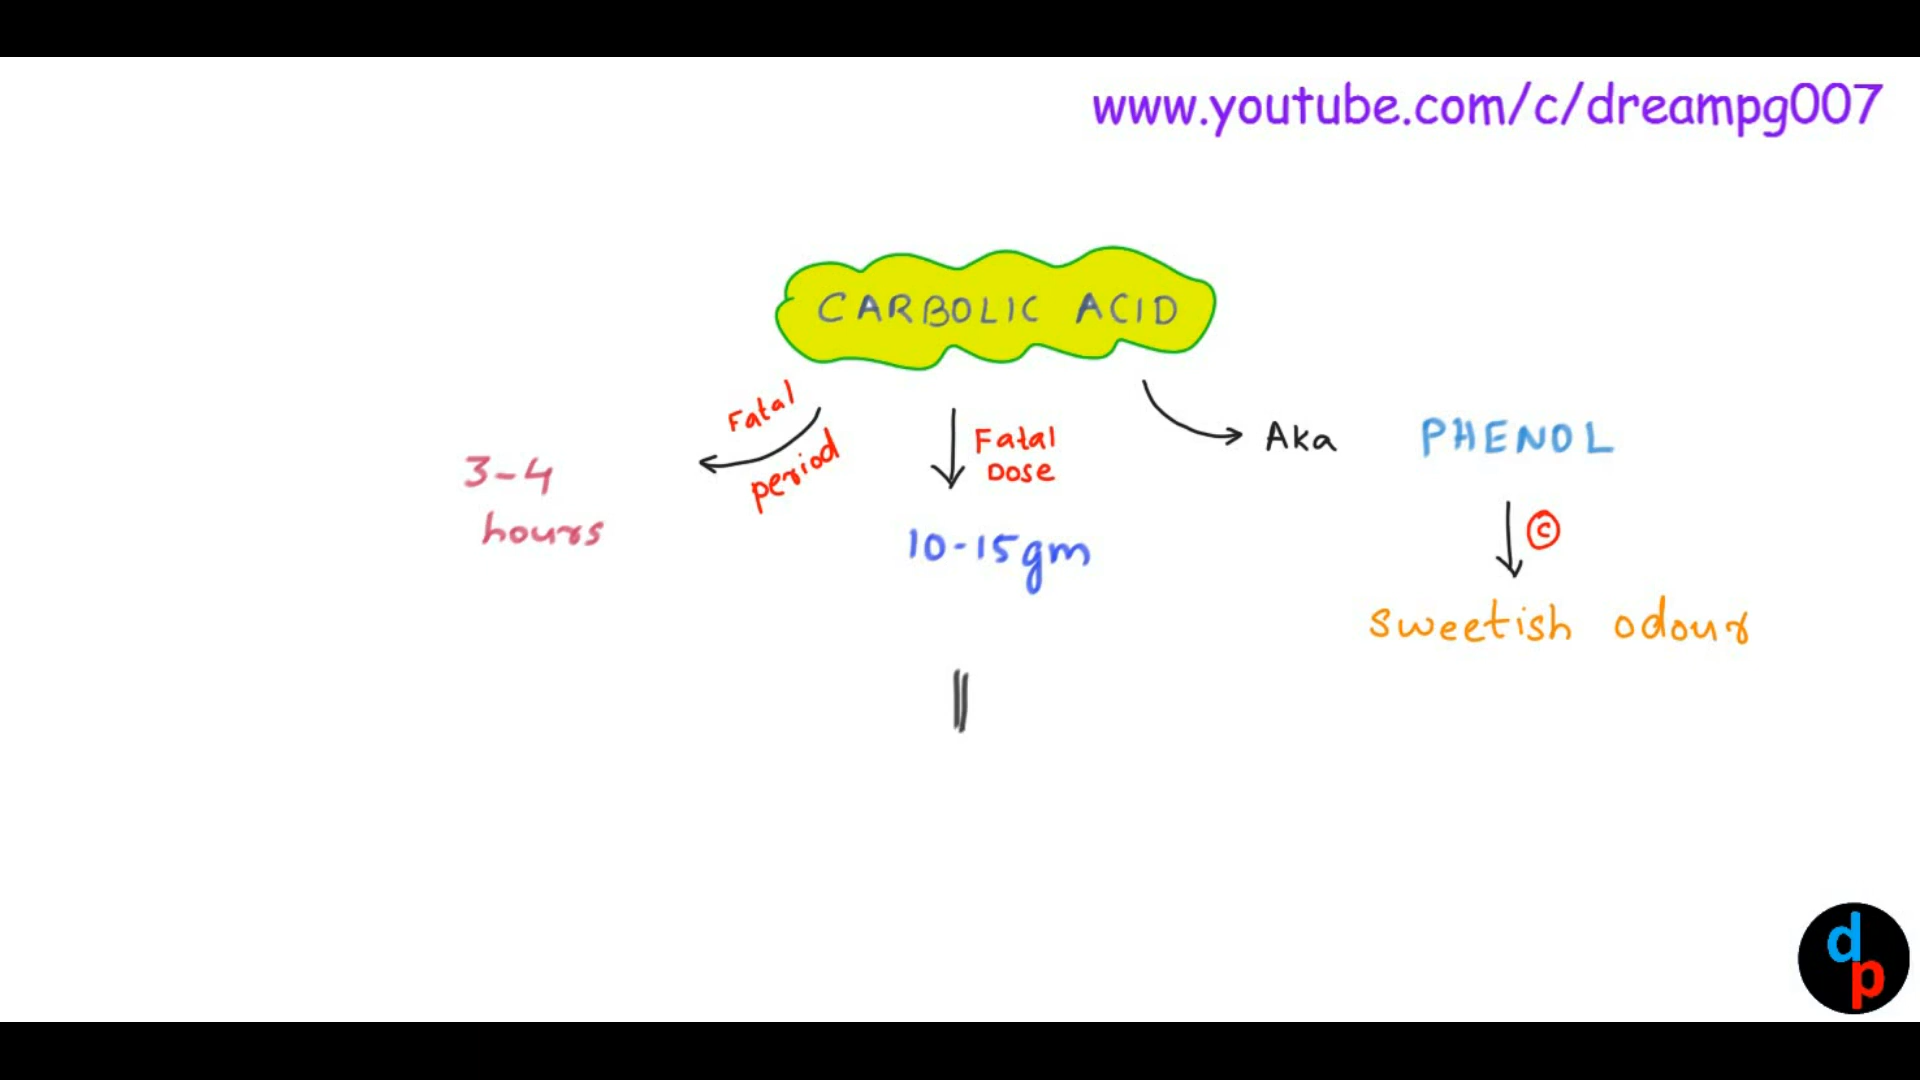 www.youtube.com/c/dreampg007
CARBOLIC ACID
Fatal
period
3-4
hours
Fatal
Dose
10-15gm
Aka PHENOL
©
sweetish odour
dp